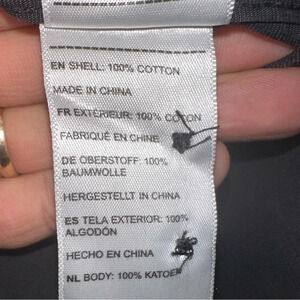 EN SHELL: 100% COTTON
MADE IN CHINA
FR EXTÉRIEUR: 100% COTON
FABRIQUÉ EN CHINE
DE OBERSTOFF: 100%
BAUMWOLLE
HERGESTELLT IN CHINA
ES TELA EXTERIOR: 100%
ALGODÓN
HECHO EN CHINA
NL BODY: 100% KATOEN